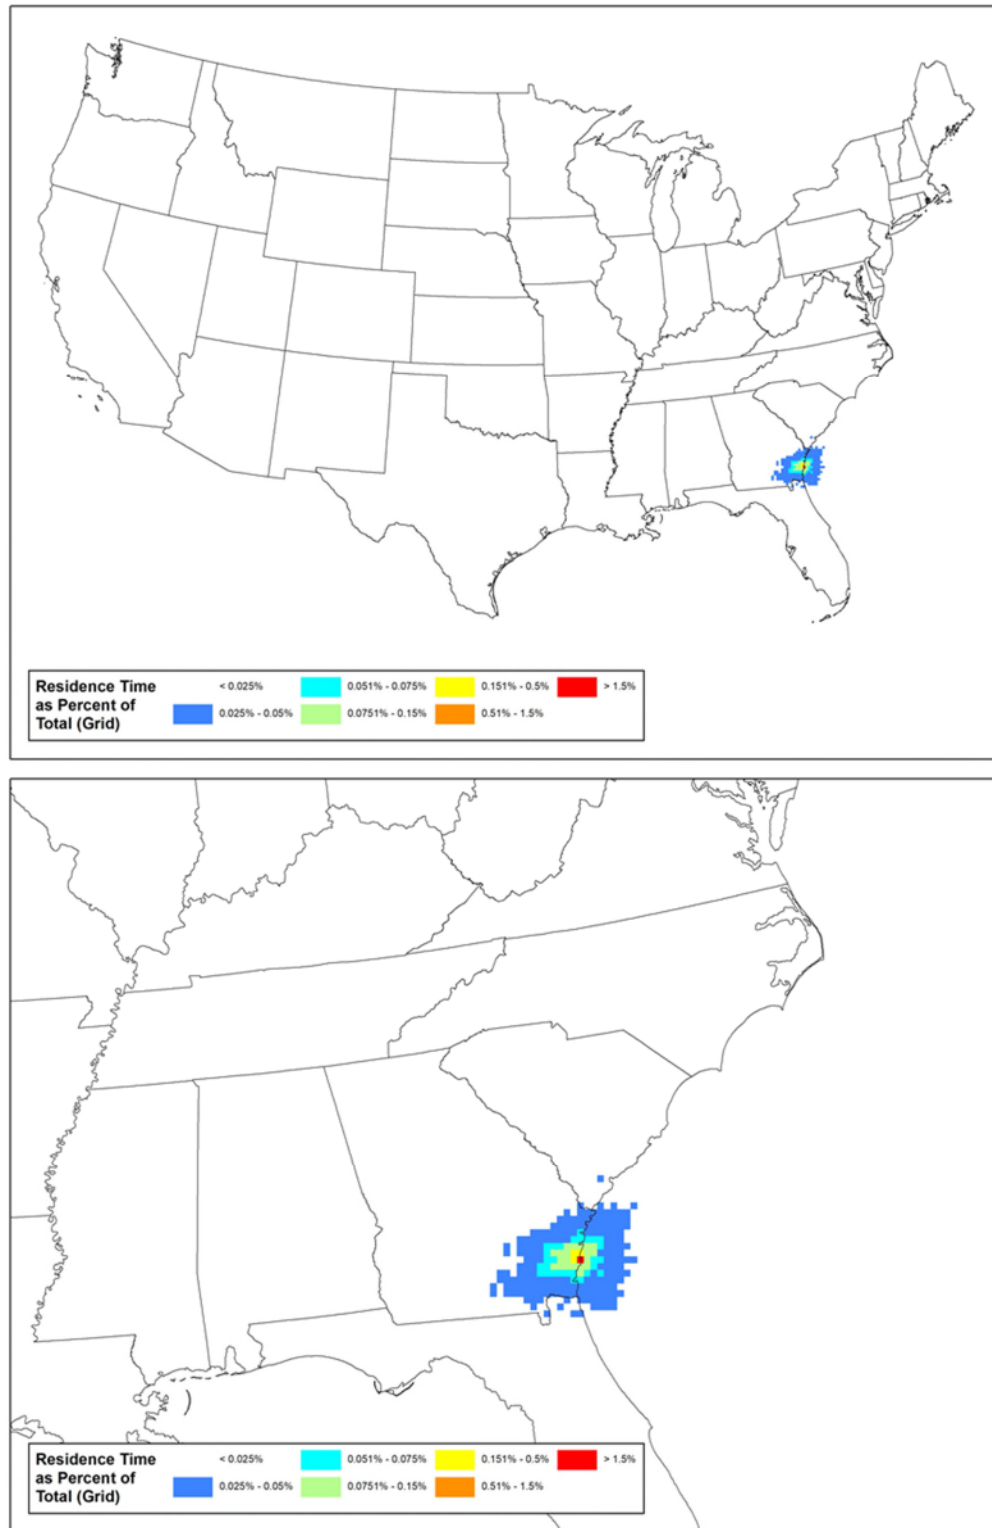 Residence Time
as Percent of
Total (Grid)
< 0.025%
0.051% - 0.075%
0.151% - 0.5%
> 1.5%
0.025% - 0.05%
0.0751% - 0.15%
0.51% - 1.5%
Residence Time
as Percent of
Total (Grid)
< 0.025%
0.051% - 0.075%
0.151% - 0.5%
> 1.5%
0.025% - 0.05%
0.0751% - 0.15%
0.51% - 1.5%